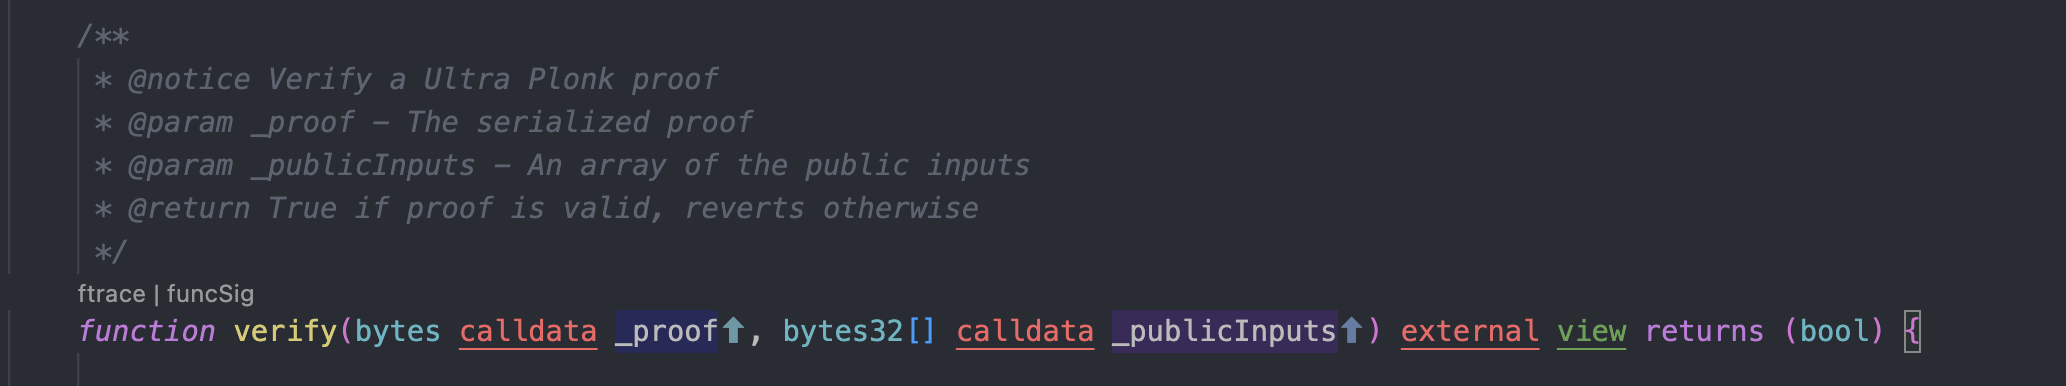 /**
* @notice Verify a Ultra Plonk proof
* @param _proof - The serialized proof
* @param _publicInputs - An array of the public inputs
* @return True if proof is valid, reverts otherwise
*/
ftrace | funcSig
function verify(bytes calldata _proof⬆, bytes32[] calldata _publicInputs⬆) external view returns (bool) {